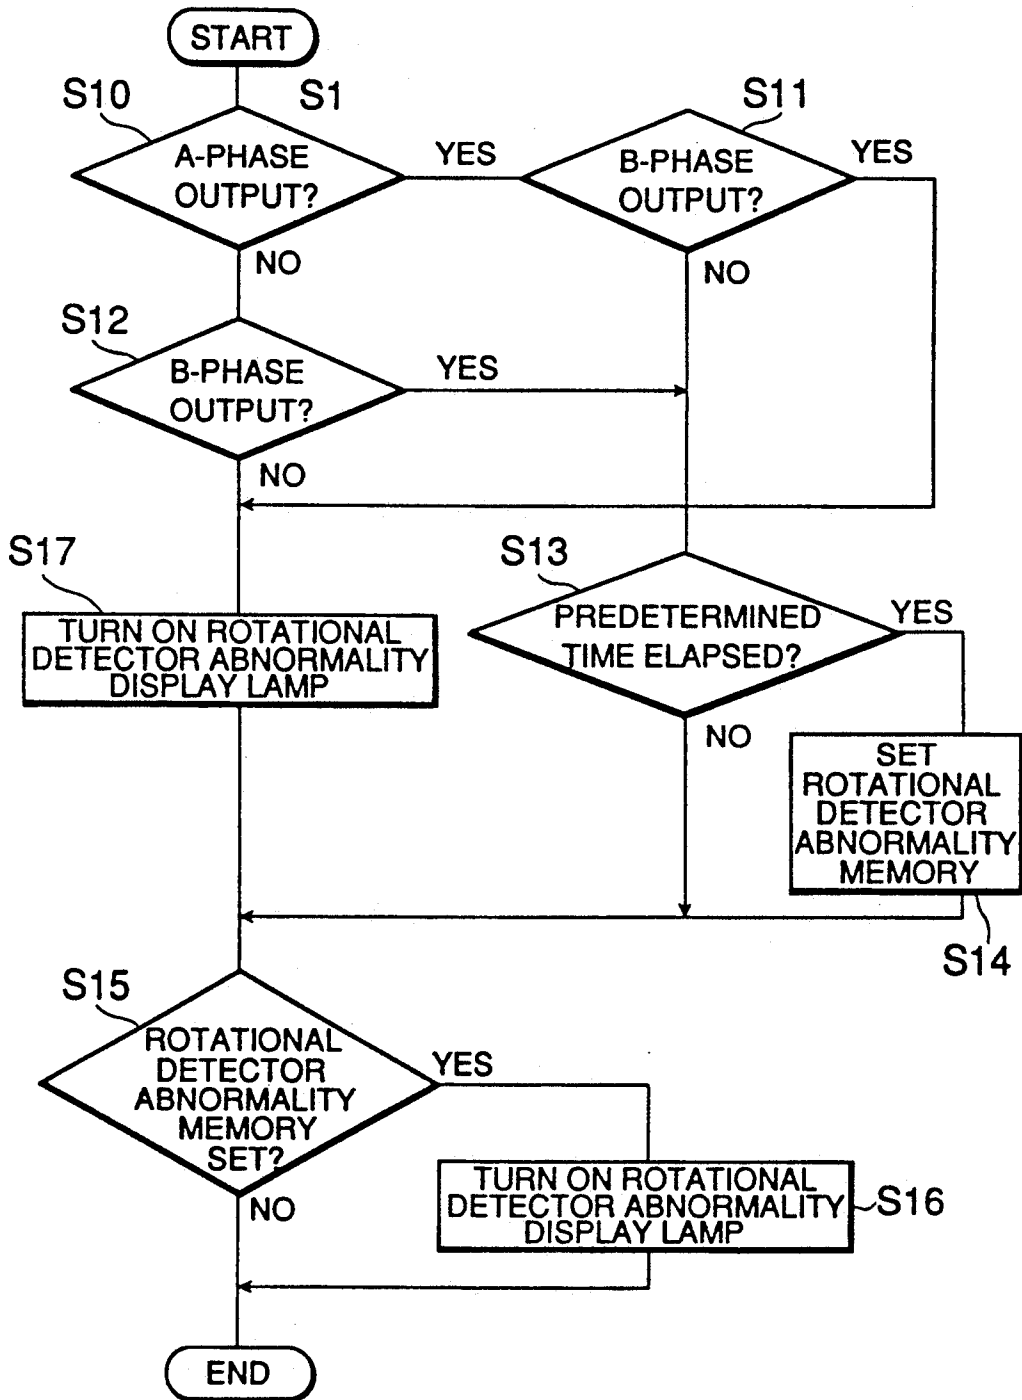 START
S10
S1
S11
A-PHASE
OUTPUT?
YES
B-PHASE
OUTPUT?
YES
NO
NO
S12
B-PHASE
OUTPUT?
YES
NO
S17
TURN ON ROTATIONAL
DETECTOR ABNORMALITY
DISPLAY LAMP
S13
PREDETERMINED
TIME ELAPSED?
YES
NO
SET
ROTATIONAL
DETECTOR
ABNORMALITY
MEMORY
S14
S15
ROTATIONAL
DETECTOR
ABNORMALITY
MEMORY
SET?
YES
NO
TURN ON ROTATIONAL
DETECTOR ABNORMALITY
DISPLAY LAMP
S16
END